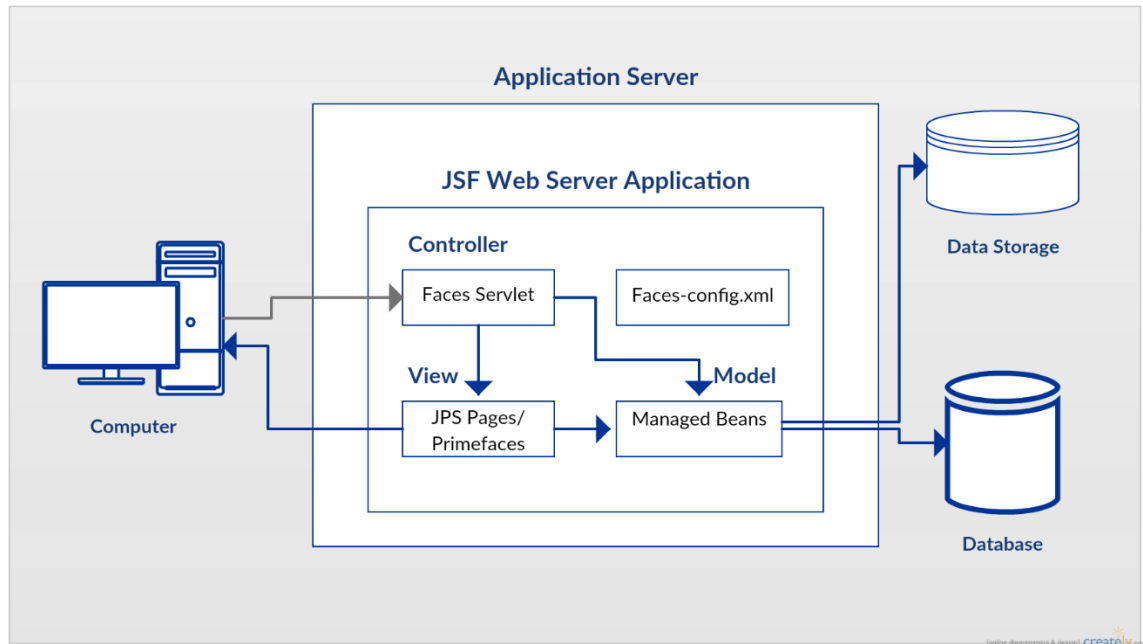 Application Server
JSF Web Server Application
Controller
Faces Servlet
Faces-config.xml
Data Storage
View
Model
JPS Pages/
Primefaces
Managed Beans
Computer
Database
creately